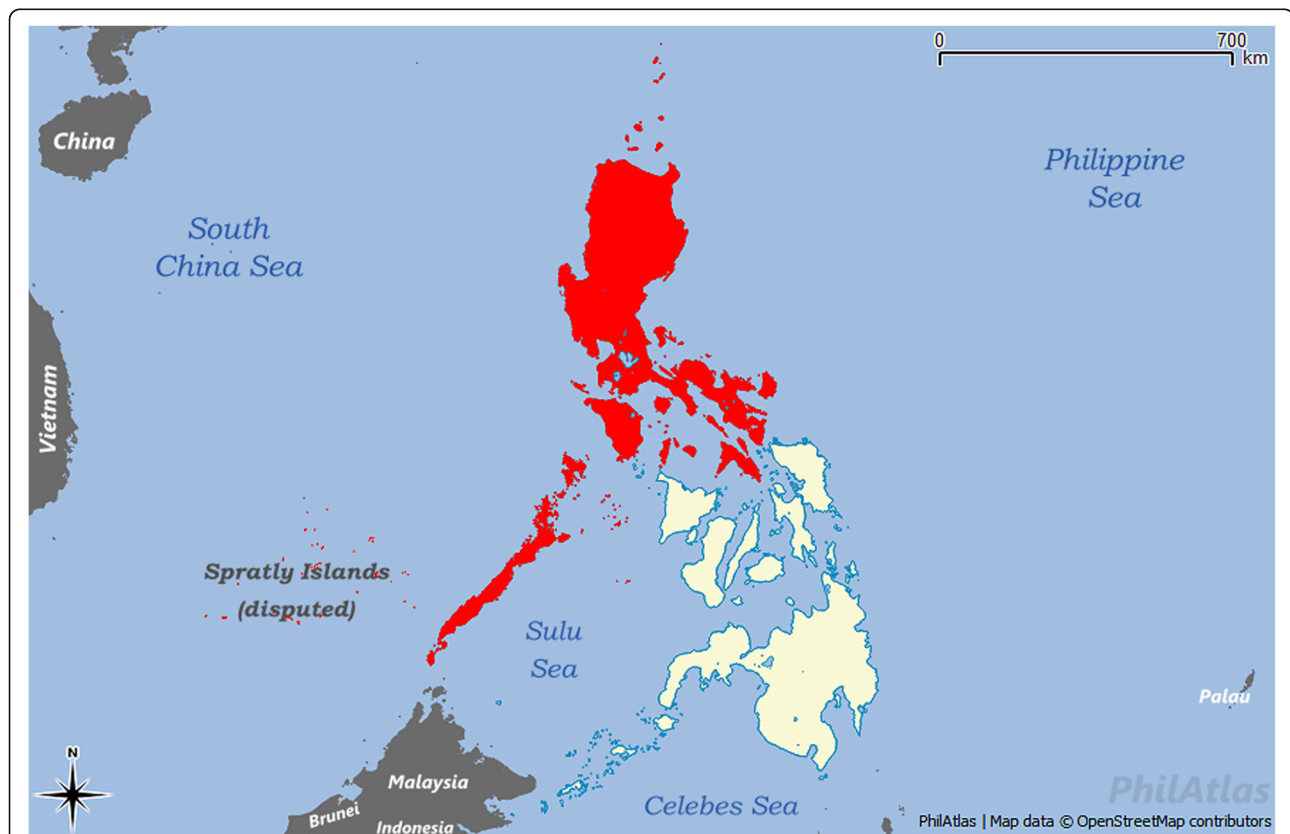 0 700
km
China
Philippine
Sea
South
China Sea
Vietnam
Spratly Islands
(disputed)
Sulu
Sea
Palau
N
Malaysia
Brunei
Indonesia
Celebes Sea
PhilAtlas
PhilAtlas | Map data © OpenStreetMap contributors